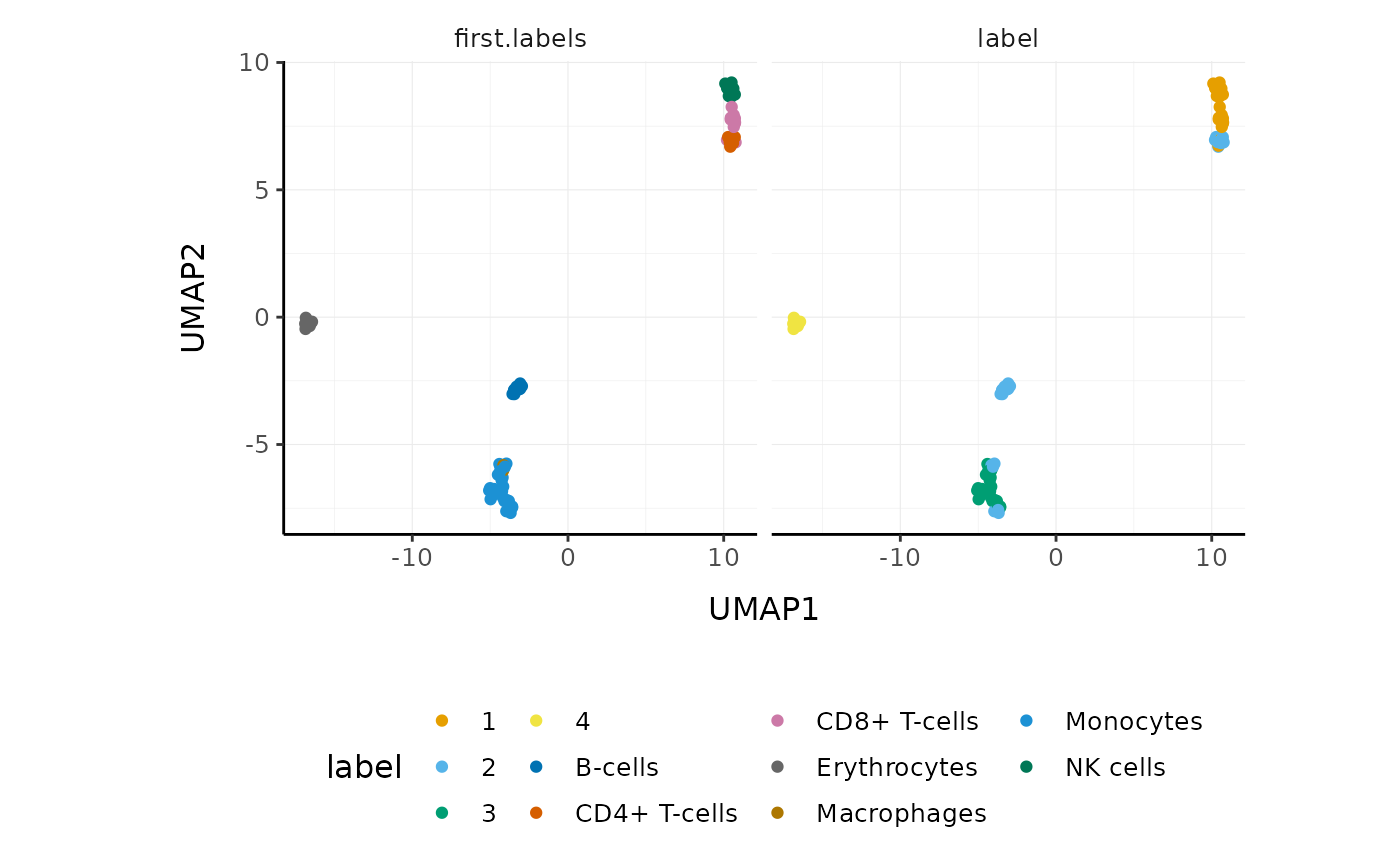 first.labels label
10
5
0
-5
UMAP2
-10 0 10 -10 0 10
UMAP1
label
1 4 CD8+ T-cells Monocytes
2 B-cells Erythrocytes NK cells
3 CD4+ T-cells Macrophages